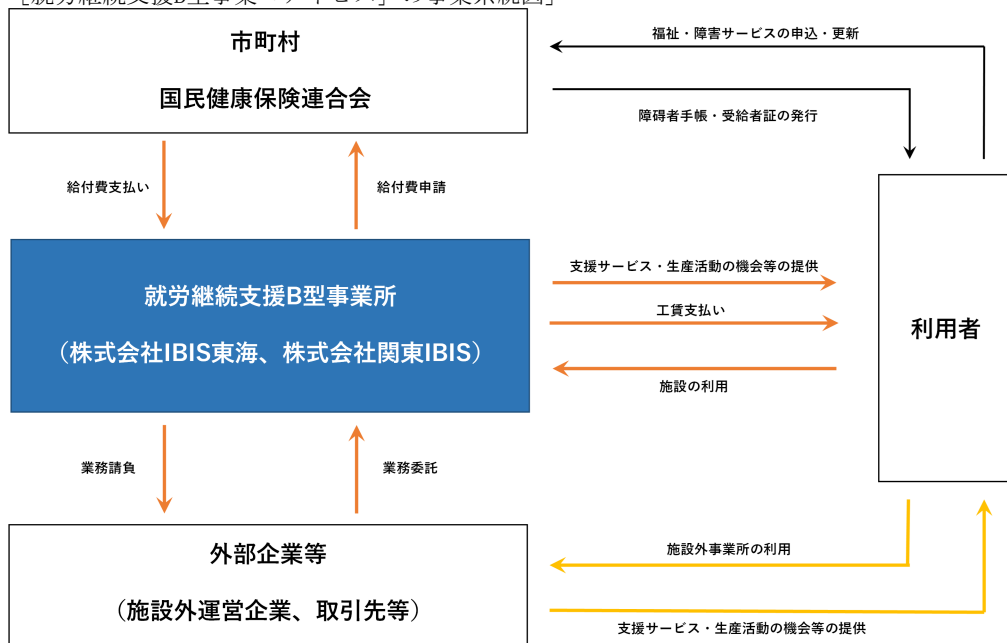 市町村
国民健康保険連合会
福祉・障害サービスの申込・更新
障碍者手帳・受給者証の発行
給付費支払い
給付費申請
就労継続支援B型事業所
（株式会社IBIS東海、株式会社関東IBIS）
支援サービス・生産活動の機会等の提供
工賃支払い
施設の利用
利用者
業務請負
業務委託
外部企業等
（施設外運営企業、取引先等）
施設外事業所の利用
支援サービス・生産活動の機会等の提供